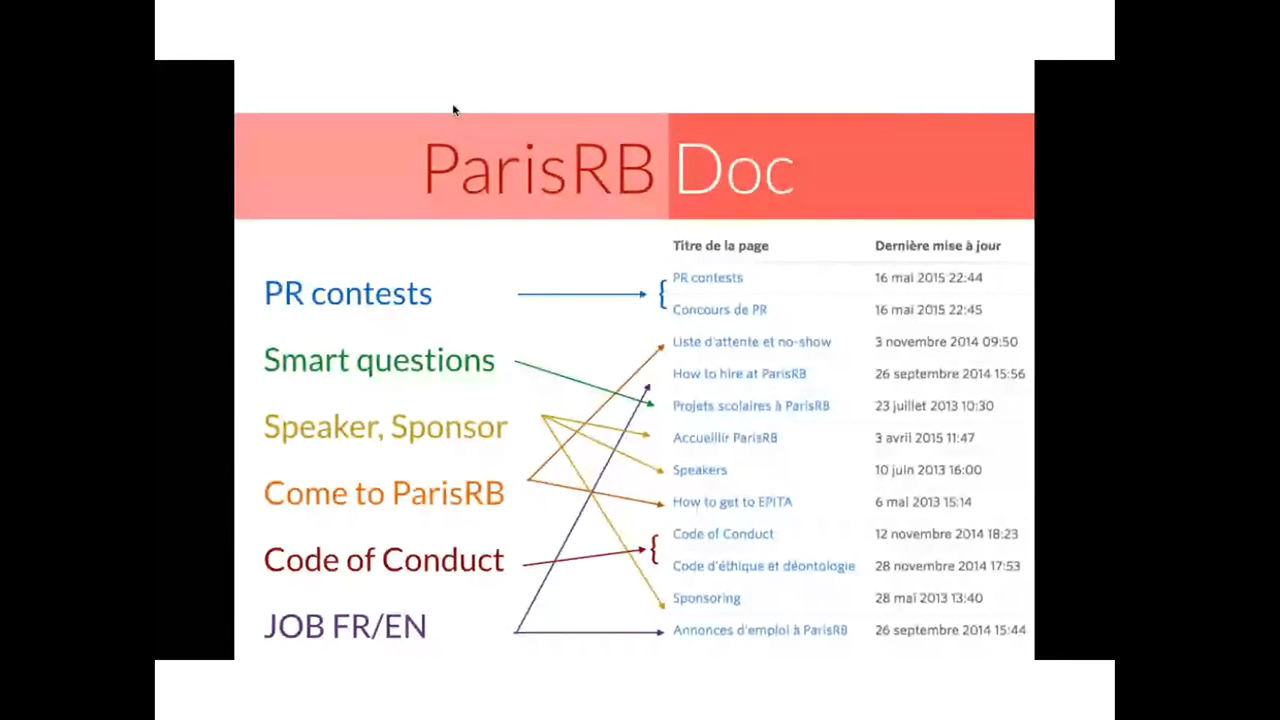 ParisRB Doc
PR contests
Smart questions
Speaker, Sponsor
Come to ParisRB
Code of Conduct
JOB FR/EN
Titre de la page Dernière mise à jour
PR contests 16 mai 2015 22:44
Concours de PR 16 mai 2015 22:45
Liste d'attente et no-show 3 novembre 2014 09:50
How to hire at ParisRB 26 septembre 2014 15:56
Projets scolaires à ParisRB 23 juillet 2013 10:30
Accueillir ParisRB 3 avril 2015 11:47
Speakers 10 juin 2013 16:00
How to get to EPITA 6 mai 2013 15:14
Code of Conduct 12 novembre 2014 18:23
Code d'éthique et déontologie 28 novembre 2014 17:53
Sponsoring 28 mai 2013 13:40
Annonces d'emploi à ParisRB 26 septembre 2014 15:44